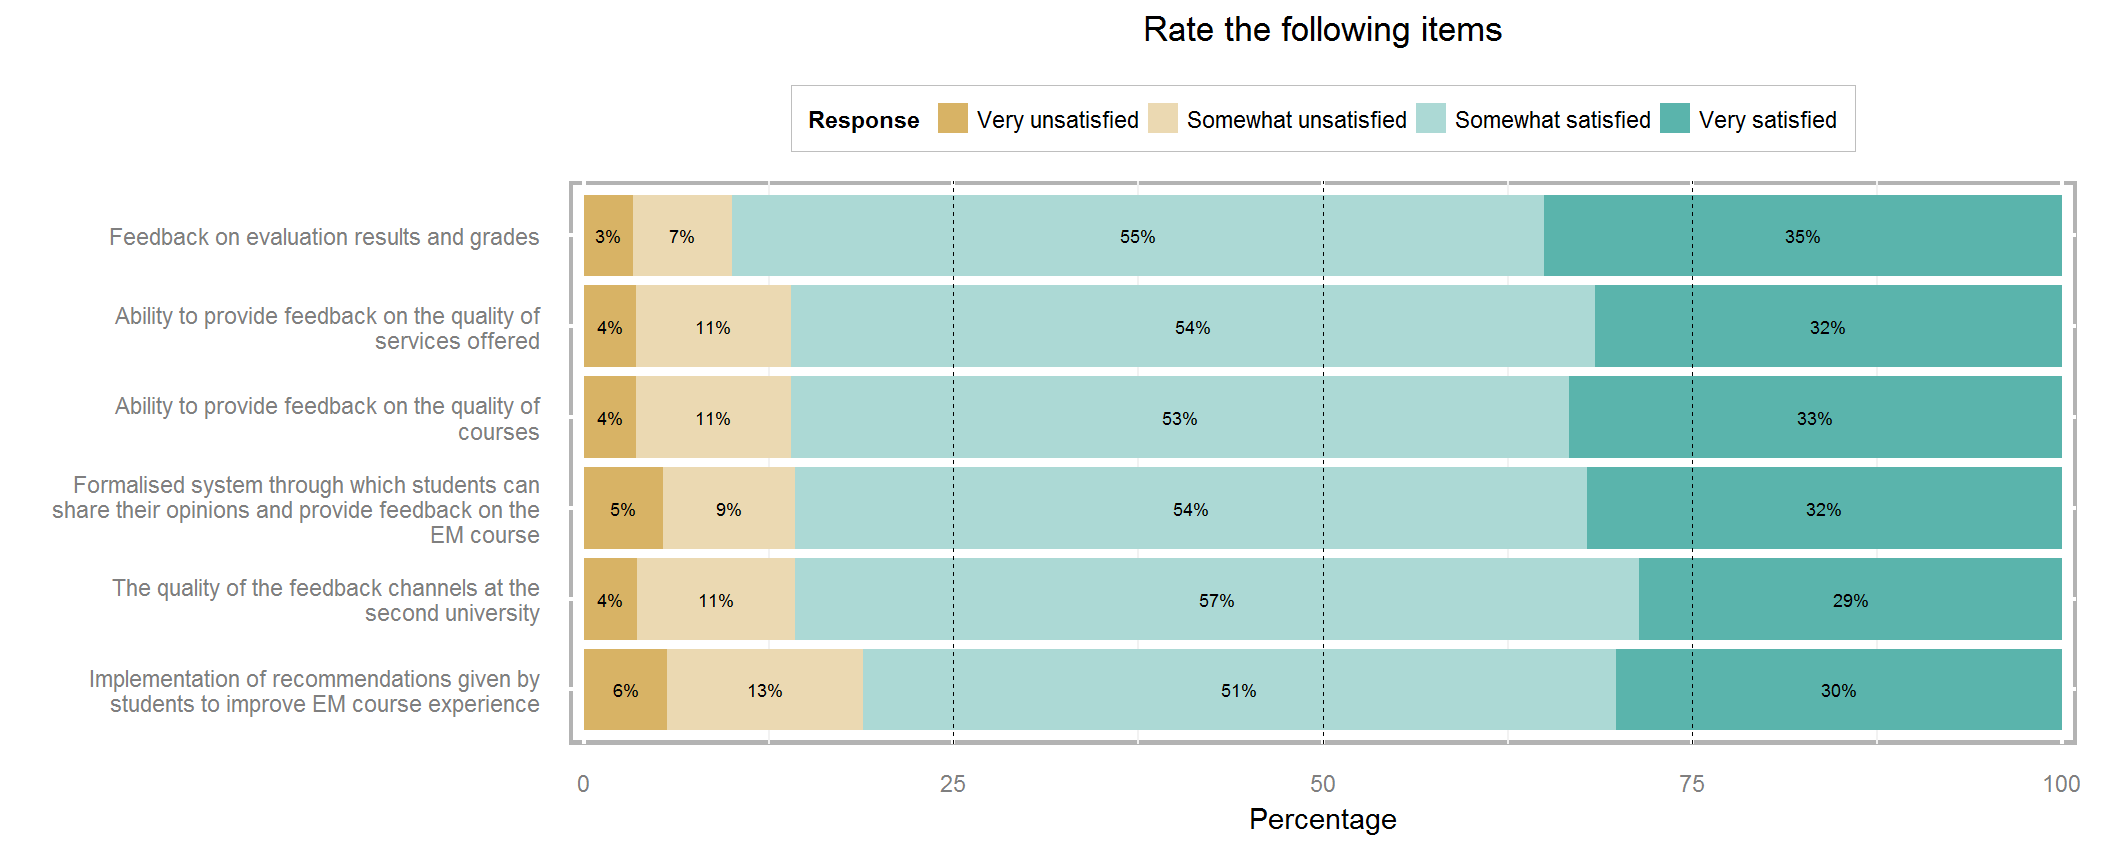 Rate the following items
Response Very unsatisfied Somewhat unsatisfied Somewhat satisfied Very satisfied
Feedback on evaluation results and grades
3% 7% 55% 35%
Ability to provide feedback on the quality of
services offered
4% 11% 54% 32%
Ability to provide feedback on the quality of
courses
4% 11% 53% 33%
Formalised system through which students can
share their opinions and provide feedback on the
EM course
5% 9% 54% 32%
The quality of the feedback channels at the
second university
4% 11% 57% 29%
Implementation of recommendations given by
students to improve EM course experience
6% 13% 51% 30%
0 25 50 75 100
Percentage